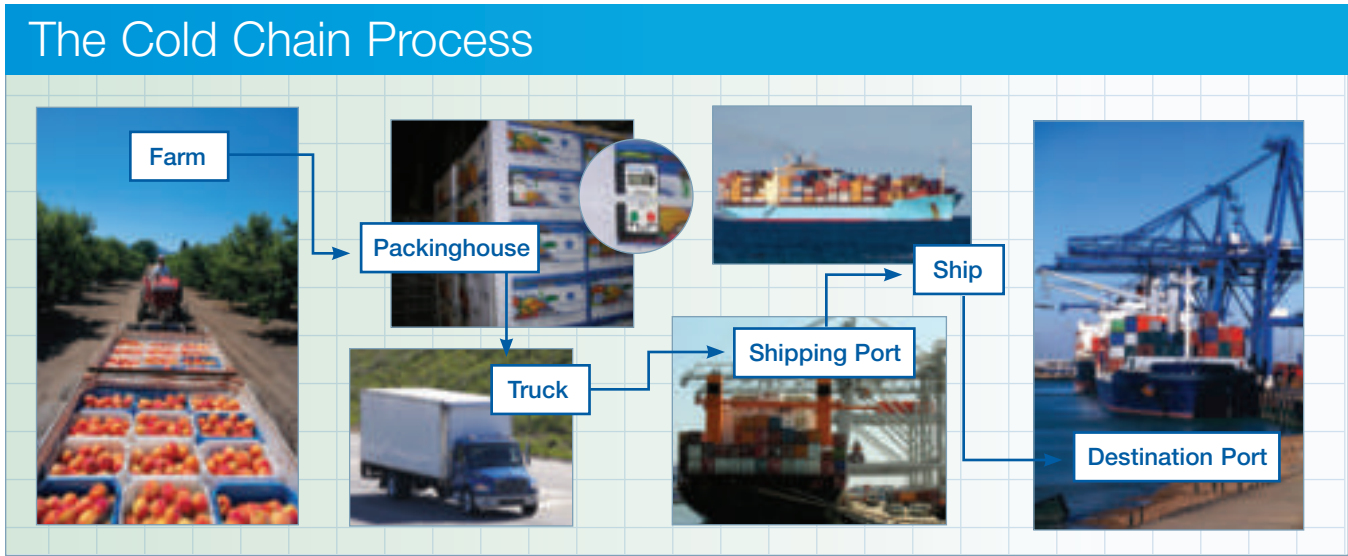 The Cold Chain Process
Farm
Packinghouse
Truck
Shipping Port
Ship
Destination Port